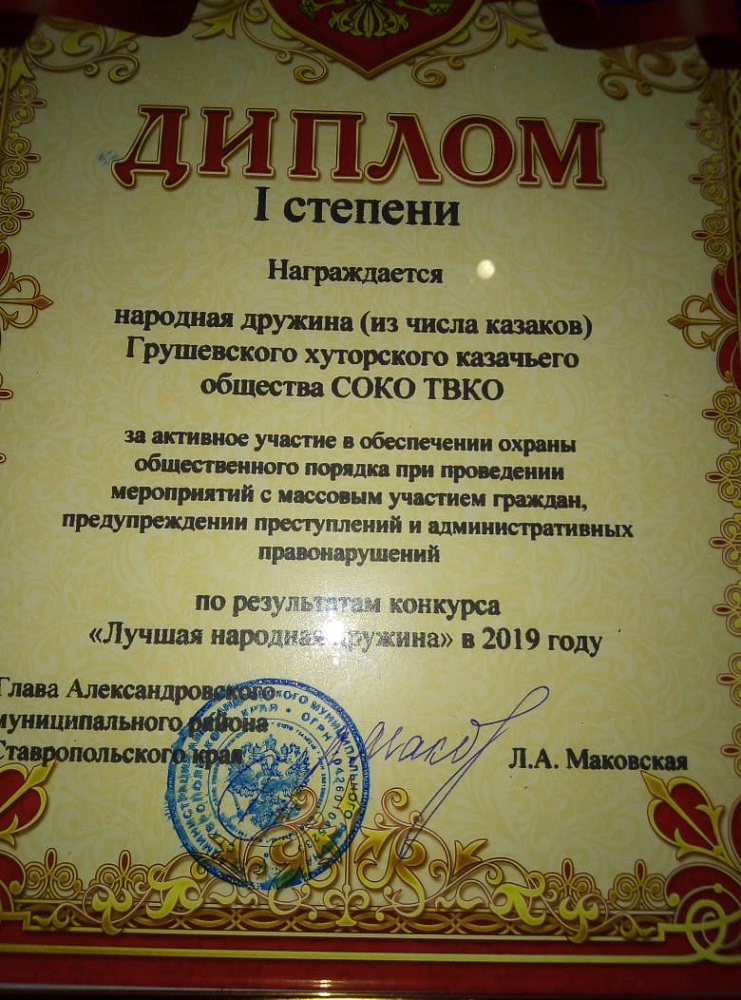 ДИПЛОМ
I степени
Награждается
народная дружина (из числа казаков)
Грушевского хуторского казачьего
общества СОКО ТВКО
за активное участие в обеспечении охраны
общественного порядка при проведении
мероприятий с массовым участием граждан,
предупреждении преступлений и административных
правонарушений
по результатам конкурса
«Лучшая народная дружина» в 2019 году
Глава Александровского
муниципального района
Ставропольского края
Л.А. Маковская